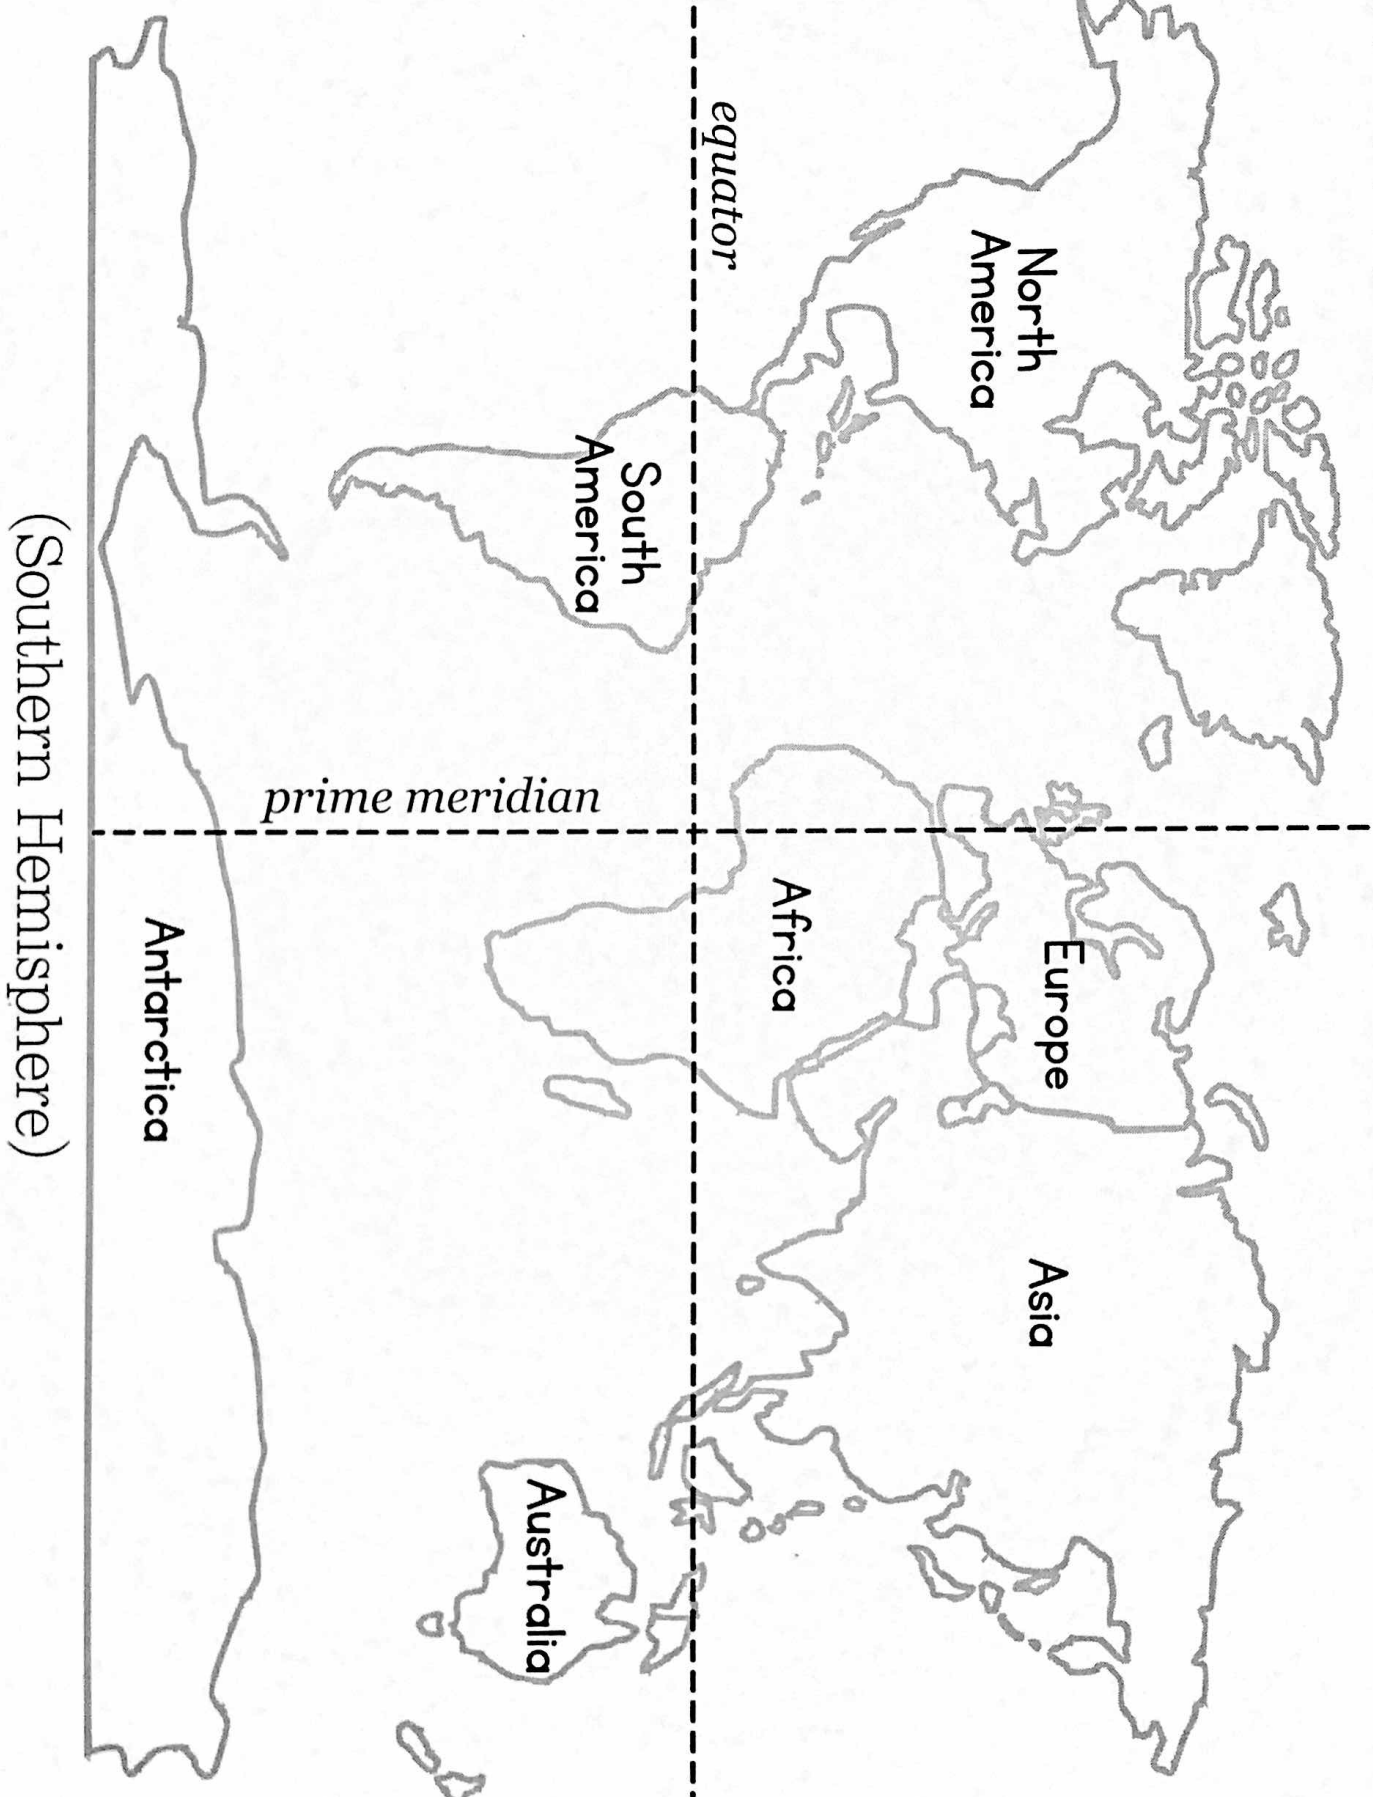 North
America
Europe
Asia
Africa
equator
South
America
Australia
prime meridian
Antarctica
(Southern Hemisphere)